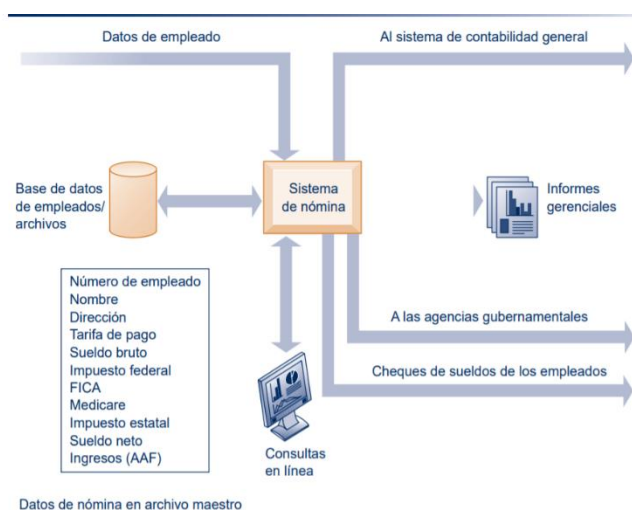 Datos de empleado
Al sistema de contabilidad general
Base de datos
de empleados/
archivos
Sistema
de nómina
Informes
gerenciales
Número de empleado
Nombre
Dirección
Tarifa de pago
Sueldo bruto
Impuesto federal
FICA
Medicare
Impuesto estatal
Sueldo neto
Ingresos (AAF)
A las agencias gubernamentales
Cheques de sueldos de los empleados
Consultas
en línea
Datos de nómina en archivo maestro